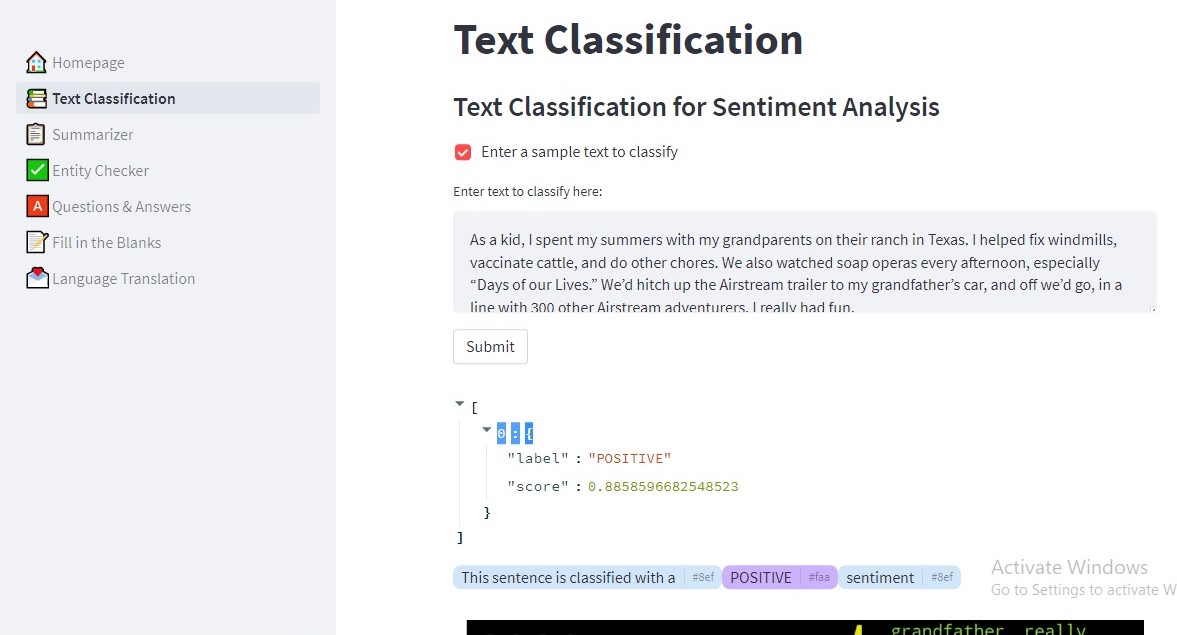 Text Classification
Homepage
Text Classification
Summarizer
Entity Checker
A Questions & Answers
Fill in the Blanks
Language Translation
Text Classification for Sentiment Analysis
Enter a sample text to classify
Enter text to classify here:
As a kid, I spent my summers with my grandparents on their ranch in Texas. I helped fix windmills,
vaccinate cattle, and do other chores. We also watched soap operas every afternoon, especially
“Days of our Lives.” We’d hitch up the Airstream trailer to my grandfather’s car, and off we’d go, in a
line with 300 other Airstream adventurers. I really had fun.
Submit
[
0 : {
"label" : "POSITIVE"
"score" : 0.8858596682548523
}
]
This sentence is classified with a #8ef POSITIVE #faa sentiment #8ef
Activate Windows
Go to Settings to activate W
grandfather really